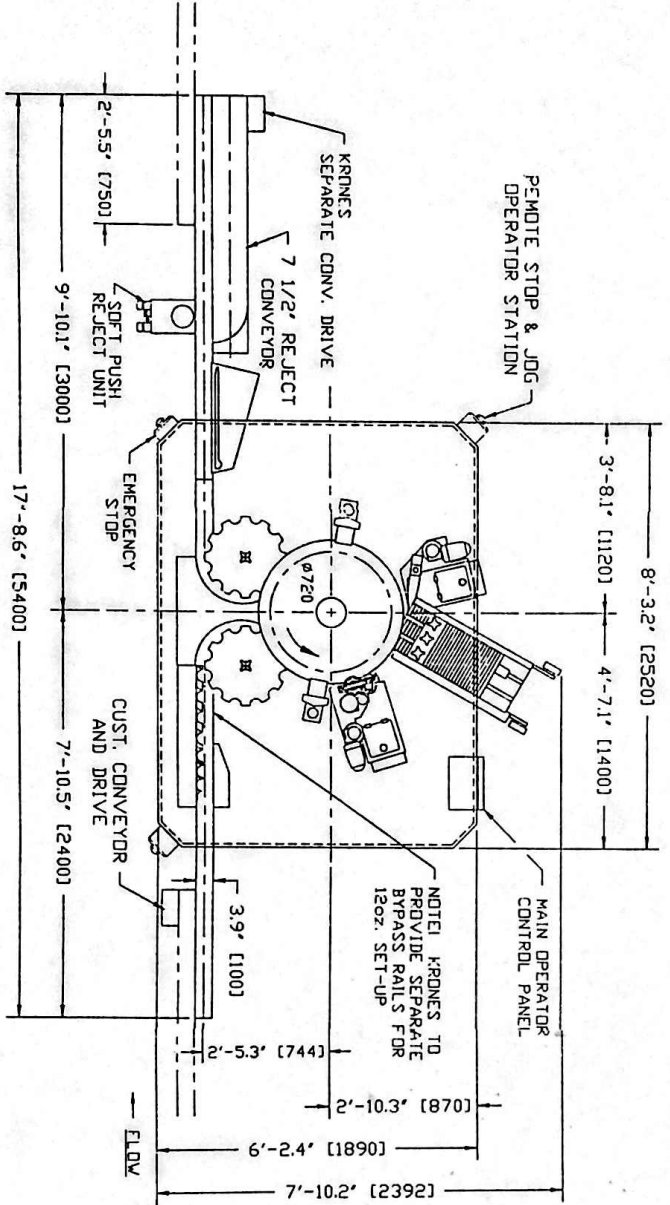 8'-3.2" [2520]
3'-8.1" [1120]
4'-7.1" [1400]
REMOTE STOP & JOG
OPERATOR STATION
MAIN OPERATOR
CONTROL PANEL
KRONES
SEPARATE CONV. DRIVE
7 1/2" REJECT
CONVEYOR
ø720
NOTE! KRONES TO
PROVIDE SEPARATE
BYPASS RAILS FOR
12oz. SET-UP
2'-5.5" [750]
SOFT PUSH
REJECT UNIT
EMERGENCY
STOP
CUST. CONVEYOR
AND DRIVE
3.9" [100]
9'-10.1" [3000]
7'-10.5" [2400]
17'-8.6" [5400]
2'-5.3" [744]
2'-10.3" [870]
6'-2.4" [1890]
7'-10.2" [2392]
FLOW